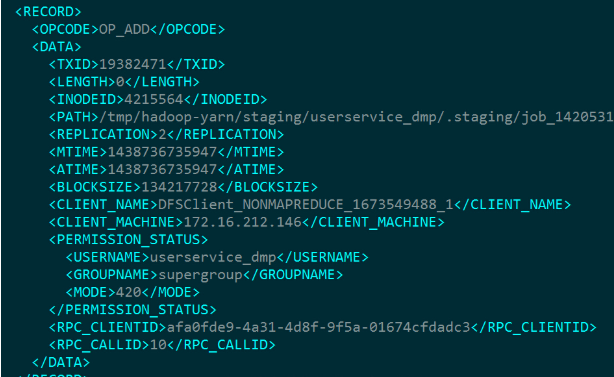 <RECORD>
<OPCODE>OP_ADD</OPCODE>
<DATA>
<TXID>19382471</TXID>
<LENGTH>0</LENGTH>
<INODEID>4215564</INODEID>
<PATH>/tmp/hadoop-yarn/staging/userservice_dmp/.staging/job_1420531
<REPLICATION>2</REPLICATION>
<MTIME>1438736735947</MTIME>
<ATIME>1438736735947</ATIME>
<BLOCKSIZE>134217728</BLOCKSIZE>
<CLIENT_NAME>DFSClient_NONMAPREDUCE_1673549488_1</CLIENT_NAME>
<CLIENT_MACHINE>172.16.212.146</CLIENT_MACHINE>
<PERMISSION_STATUS>
<USERNAME>userservice_dmp</USERNAME>
<GROUPNAME>supergroup</GROUPNAME>
<MODE>420</MODE>
</PERMISSION_STATUS>
<RPC_CLIENTID>afa0fde9-4a31-4d8f-9f5a-01674cfdadc3</RPC_CLIENTID>
<RPC_CALLID>10</RPC_CALLID>
</DATA>
</RECORD>